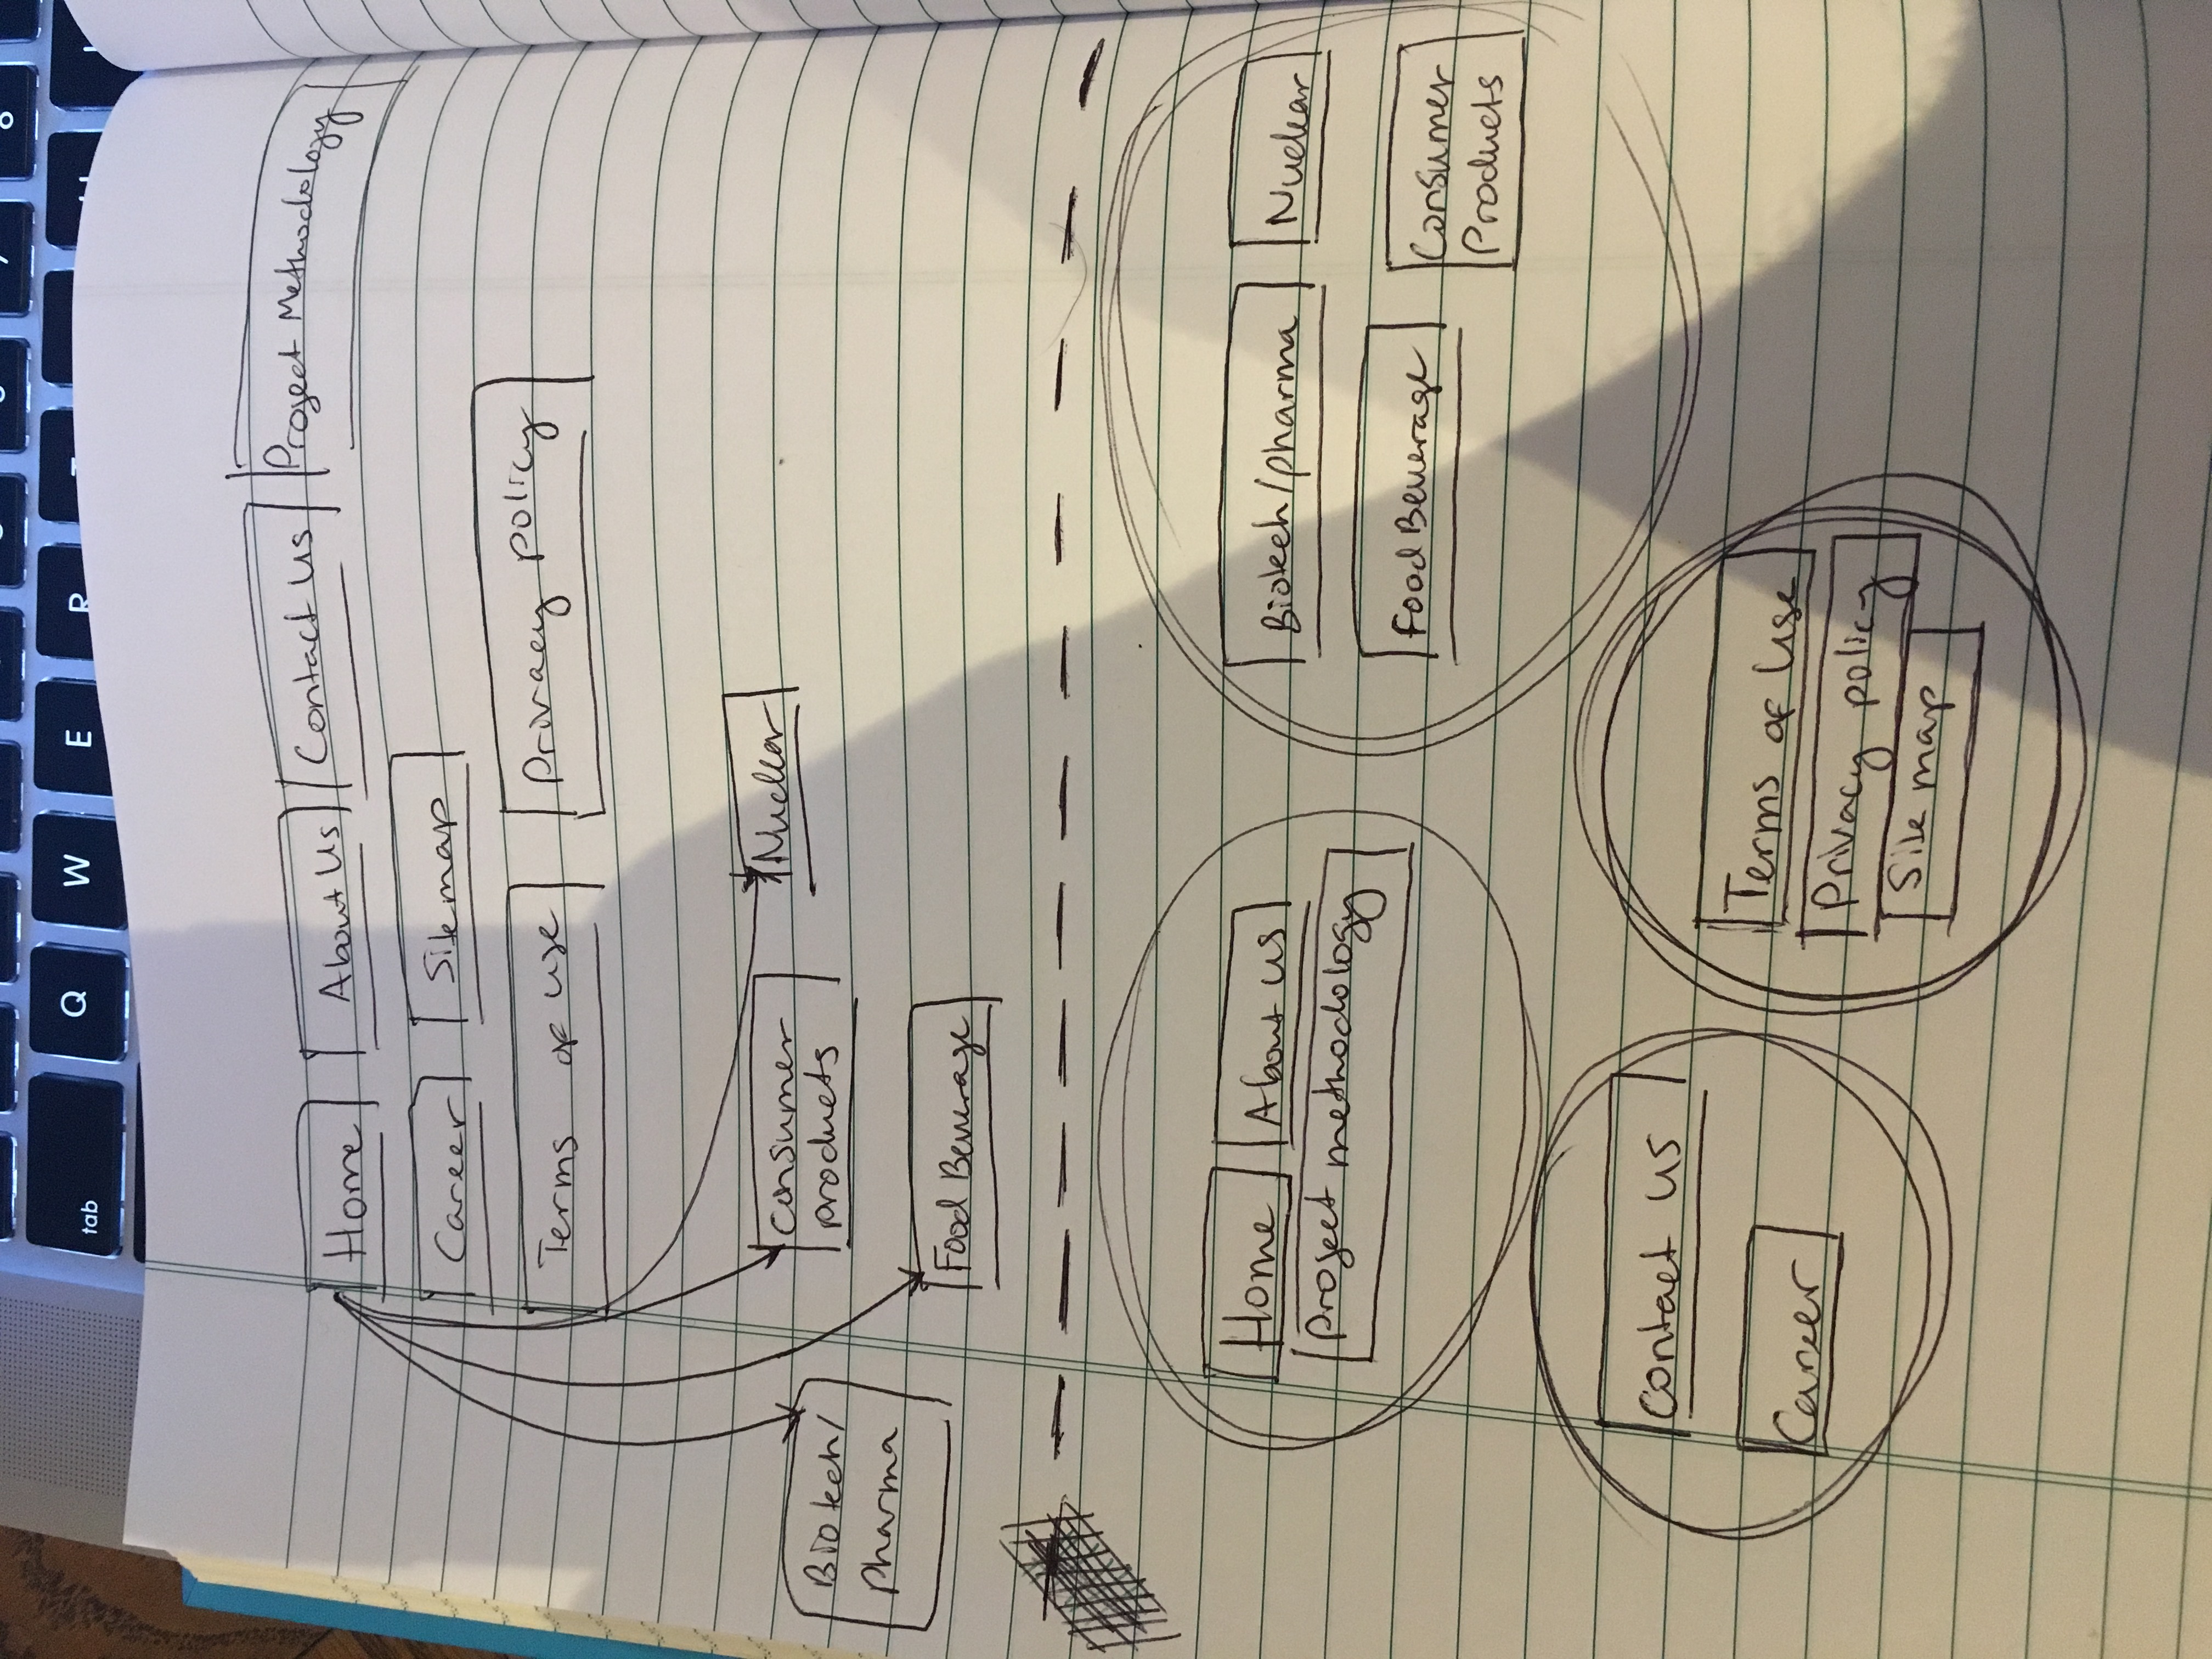 tab Q W E R
Home About Us Contact Us Project Methodology
Career Sitemap
Terms of use Privacy policy
Consumer
products
Nuclear
Biotech/
pharma
Food Beverage
Home About us
Project methodology
Biotech/pharma Nuclear
Food Beverage
Consumer
Products
Contact us
Career
Terms of Use
Privacy policy
Site map